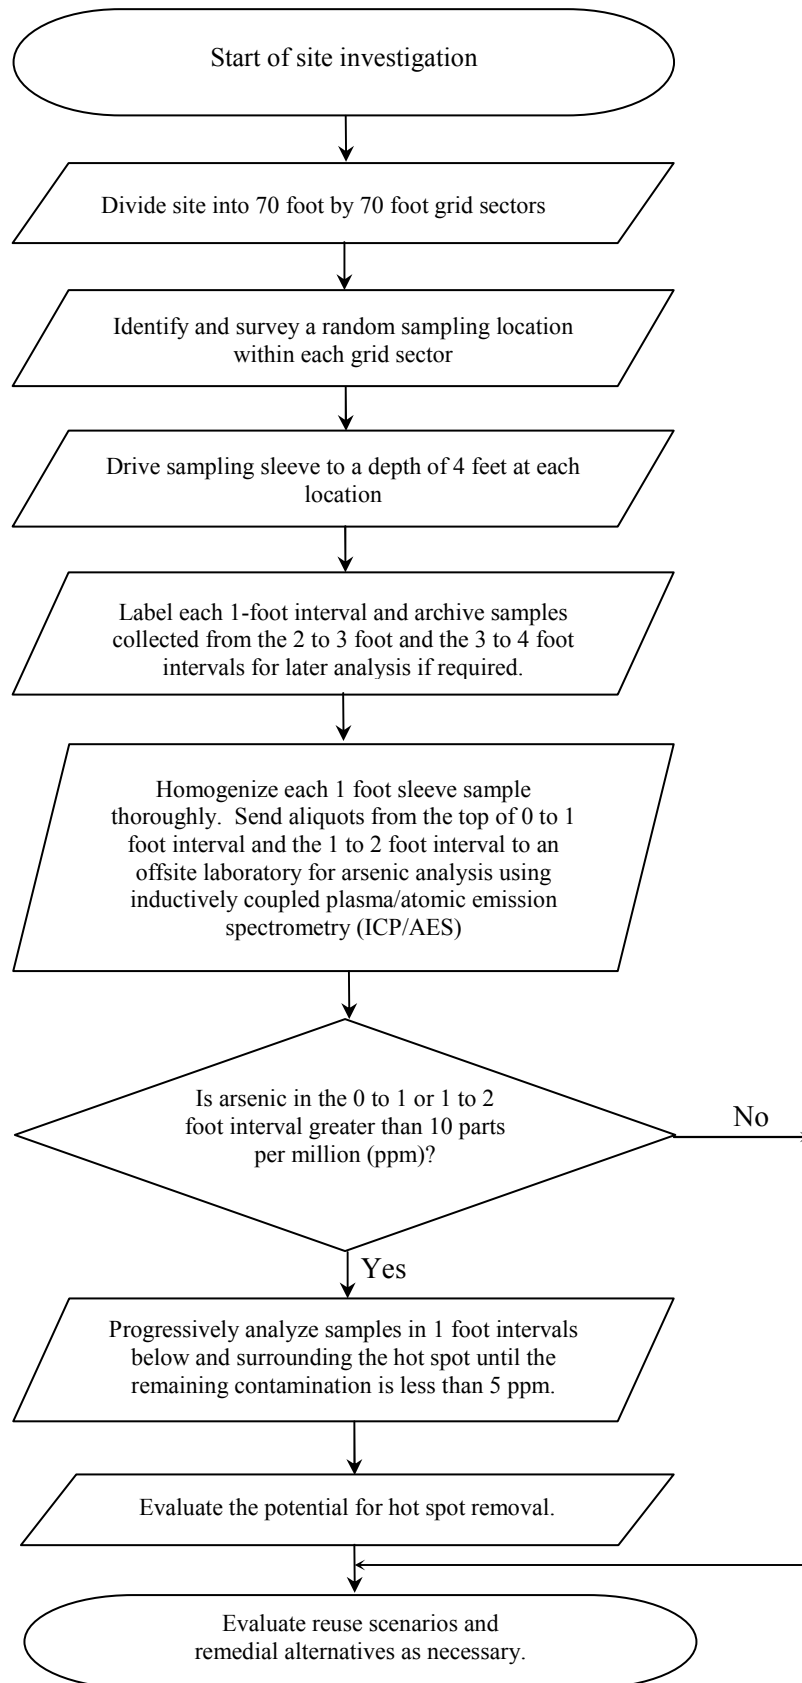 Start of site investigation
Divide site into 70 foot by 70 foot grid sectors
Identify and survey a random sampling location
within each grid sector
Drive sampling sleeve to a depth of 4 feet at each
location
Label each 1-foot interval and archive samples
collected from the 2 to 3 foot and the 3 to 4 foot
intervals for later analysis if required.
Homogenize each 1 foot sleeve sample
thoroughly.  Send aliquots from the top of 0 to 1
foot interval and the 1 to 2 foot interval to an
offsite laboratory for arsenic analysis using
inductively coupled plasma/atomic emission
spectrometry (ICP/AES)
Is arsenic in the 0 to 1 or 1 to 2
foot interval greater than 10 parts
per million (ppm)?
No
Yes
Progressively analyze samples in 1 foot intervals
below and surrounding the hot spot until the
remaining contamination is less than 5 ppm.
Evaluate the potential for hot spot removal.
Evaluate reuse scenarios and
remedial alternatives as necessary.